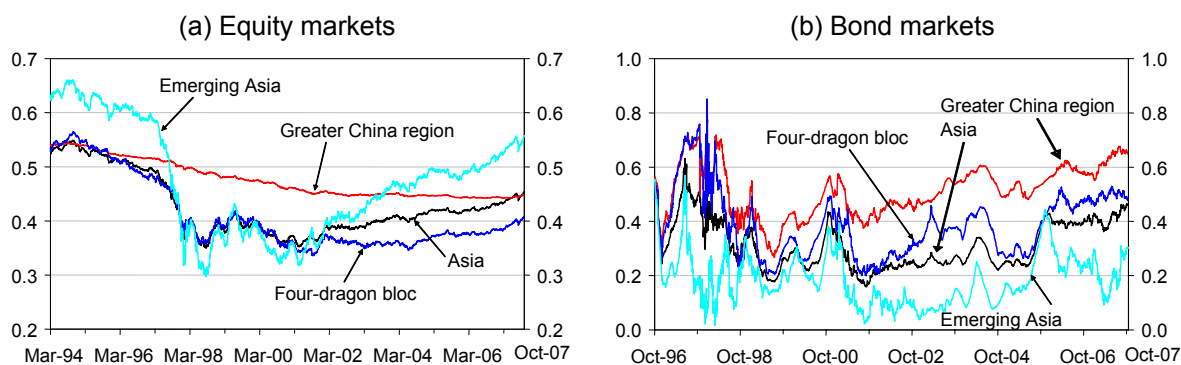 (a) Equity markets
0.7
0.7
0.6
0.6
0.5
0.5
0.4
0.4
0.3
0.3
0.2
0.2
Emerging Asia
Greater China region
Asia
Four-dragon bloc
Mar-94 Mar-96 Mar-98 Mar-00 Mar-02 Mar-04 Mar-06 Oct-07
(b) Bond markets
1.0
1.0
0.8
0.8
0.6
0.6
0.4
0.4
0.2
0.2
0.0
0.0
Greater China region
Four-dragon bloc
Asia
Emerging Asia
Oct-96 Oct-98 Oct-00 Oct-02 Oct-04 Oct-06 Oct-07